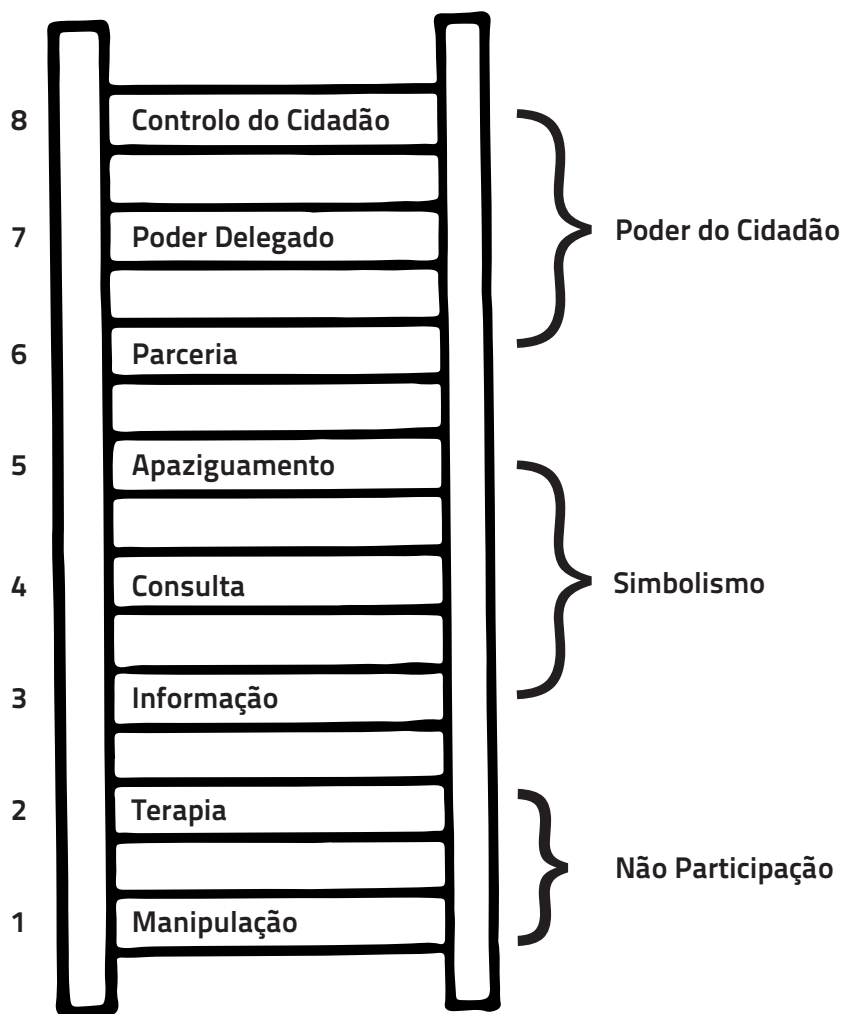 8 Controlo do Cidadão
7 Poder Delegado
Poder do Cidadão
6 Parceria
5 Apaziguamento
4 Consulta
Simbolismo
3 Informação
2 Terapia
Não Participação
1 Manipulação